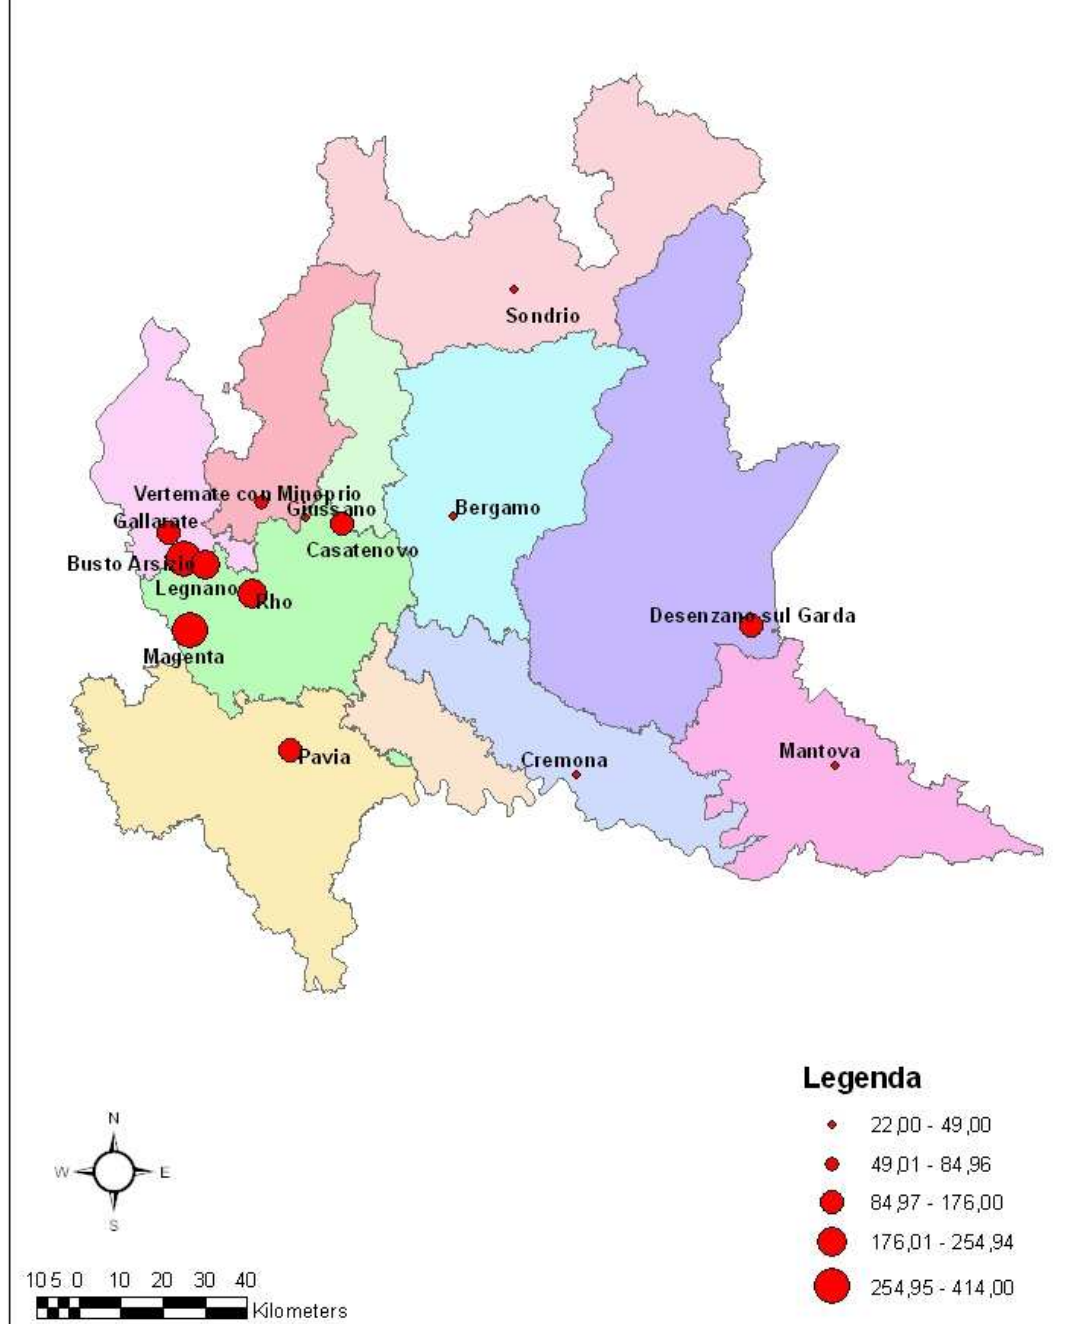 Sondrio
Vertemate con Minoprio
Giussano
Bergamo
Gallarate
Casatenovo
Busto Arsizio
Legnano
Rho
Desenzano sul Garda
Magenta
Pavia
Cremona
Mantova
Legenda
22,00 - 49,00
49,01 - 84,96
84,97 - 176,00
176,01 - 254,94
254,95 - 414,00
N
W E
S
10 5 0 10 20 30 40
Kilometers